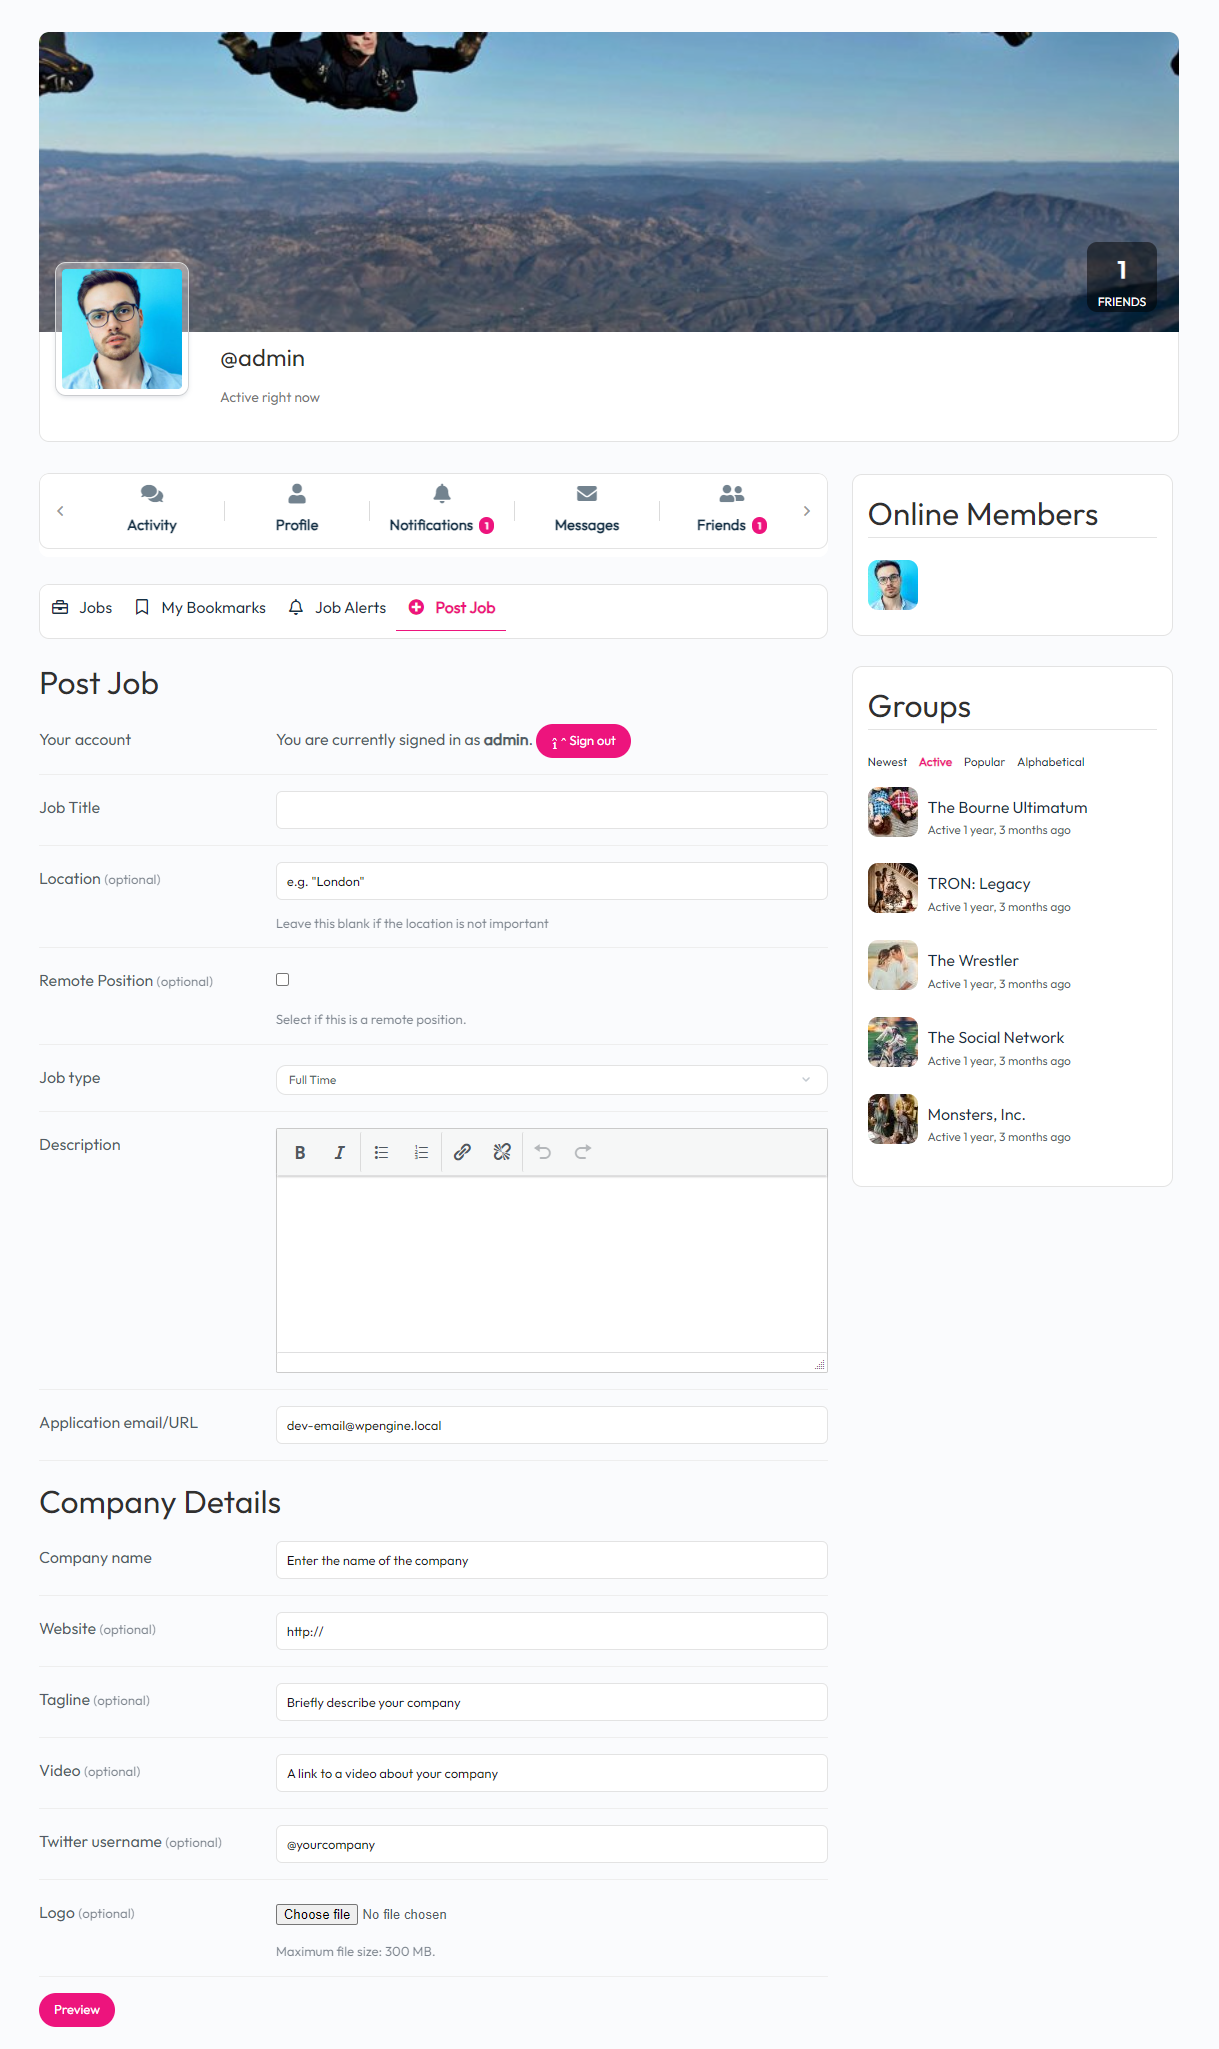 1
FRIENDS
@admin
Active right now
Activity
Profile
Notifications 1
Messages
Friends 1
Jobs
My Bookmarks
Job Alerts
Post Job
Post Job
Your account
You are currently signed in as admin. Sign out
Job Title
Location (optional)
e.g. "London"
Leave this blank if the location is not important
Remote Position (optional)
Select if this is a remote position.
Job type
Full Time
Description
B I
Application email/URL
dev-email@wpengine.local
Company Details
Company name
Enter the name of the company
Website (optional)
http://
Tagline (optional)
Briefly describe your company
Video (optional)
A link to a video about your company
Twitter username (optional)
@yourcompany
Logo (optional)
Choose file No file chosen
Maximum file size: 300 MB.
Preview
Online Members
Groups
Newest Active Popular Alphabetical
The Bourne Ultimatum
Active 1 year, 3 months ago
TRON: Legacy
Active 1 year, 3 months ago
The Wrestler
Active 1 year, 3 months ago
The Social Network
Active 1 year, 3 months ago
Monsters, Inc.
Active 1 year, 3 months ago